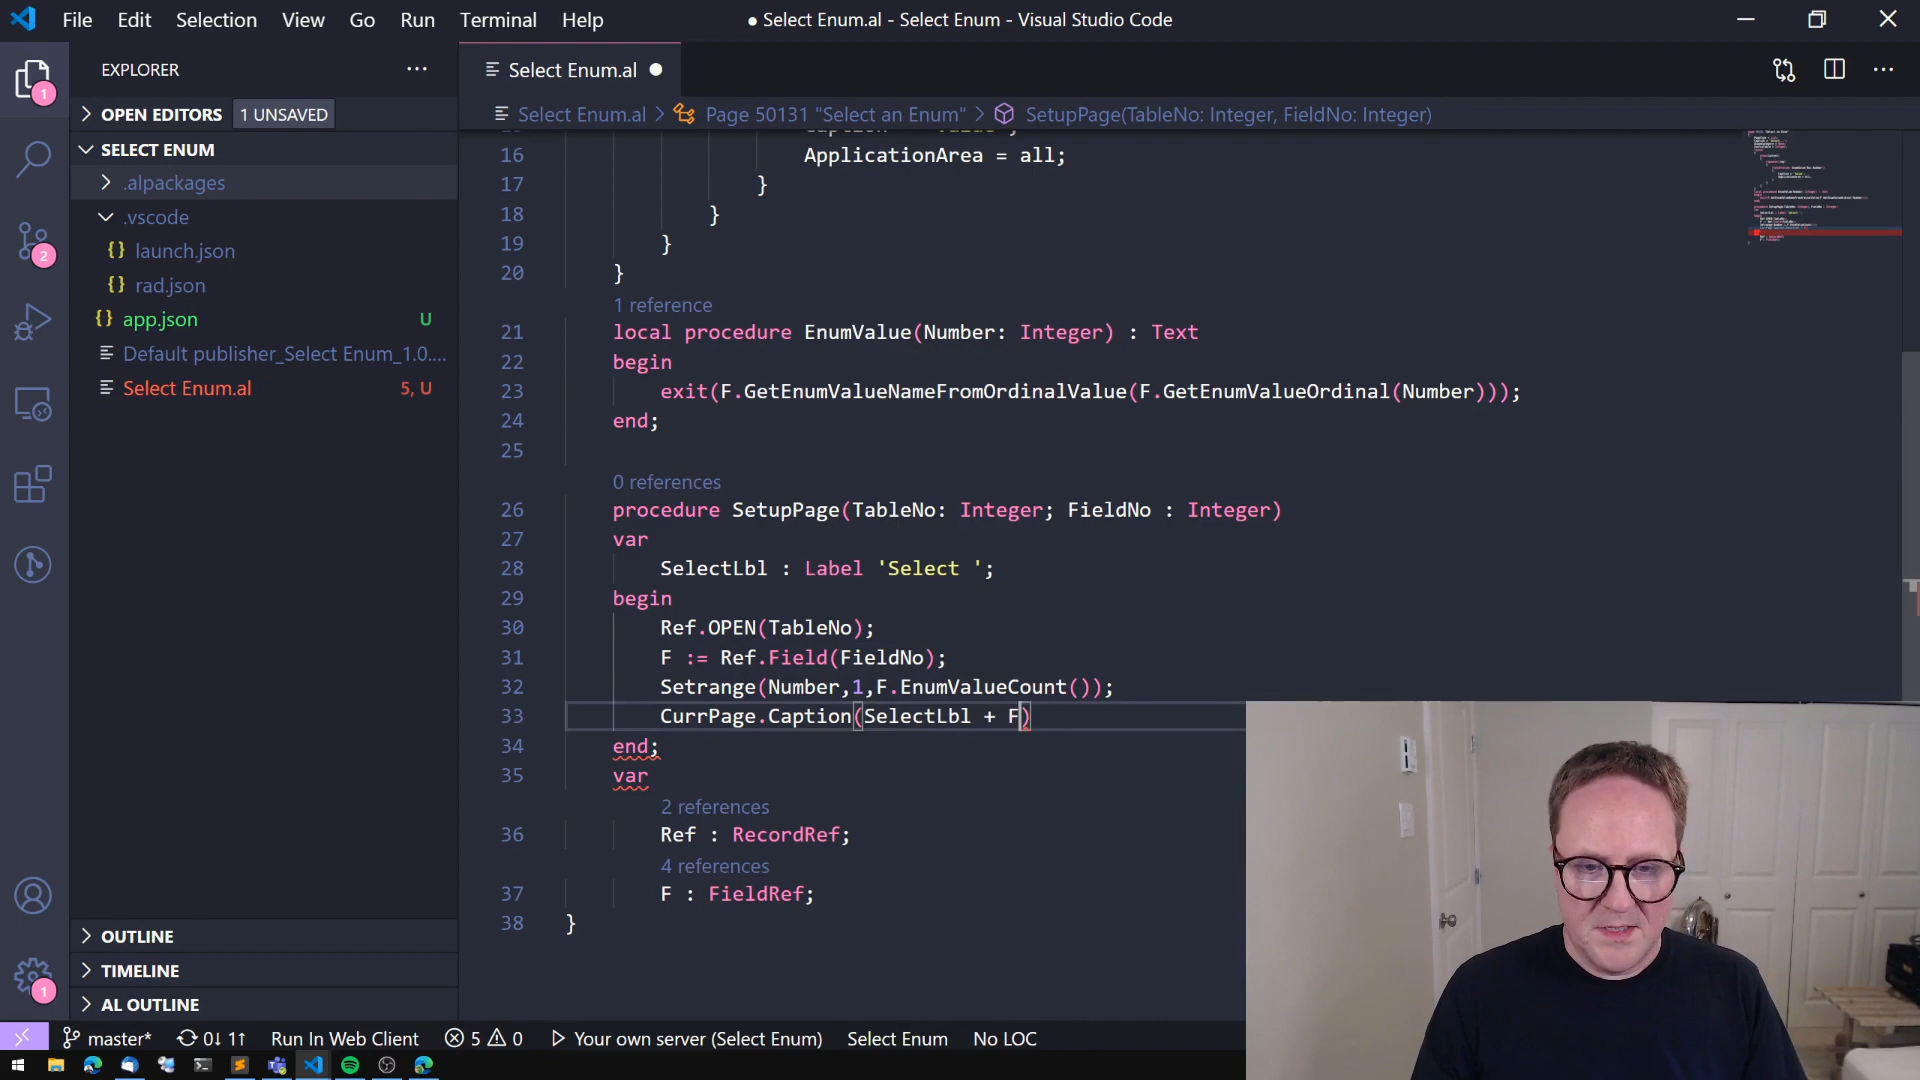 File Edit Selection View Go Run Terminal Help
● Select Enum.al - Select Enum - Visual Studio Code
EXPLORER
OPEN EDITORS 1 UNSAVED
SELECT ENUM
.alpackages
.vscode
{} launch.json
{} rad.json
{} app.json U
Default publisher_Select Enum_1.0....
Select Enum.al 5, U
OUTLINE
TIMELINE
AL OUTLINE
1
2
1
Select Enum.al ●
Select Enum.al > Page 50131 "Select an Enum" > SetupPage(TableNo: Integer, FieldNo: Integer)
16 ApplicationArea = all;
17 }
18 }
19 }
20 }
1 reference
21 local procedure EnumValue(Number: Integer) : Text
22 begin
23 exit(F.GetEnumValueNameFromOrdinalValue(F.GetEnumValueOrdinal(Number)));
24 end;
25
0 references
26 procedure SetupPage(TableNo: Integer; FieldNo : Integer)
27 var
28 SelectLbl : Label 'Select ';
29 begin
30 Ref.OPEN(TableNo);
31 F := Ref.Field(FieldNo);
32 Setrange(Number,1,F.EnumValueCount());
33 CurrPage.Caption(SelectLbl + F)
34 end;
35 var
2 references
36 Ref : RecordRef;
4 references
37 F : FieldRef;
38 }
master* 0↓ 1↑ Run In Web Client 5 0 Your own server (Select Enum) Select Enum No LOC